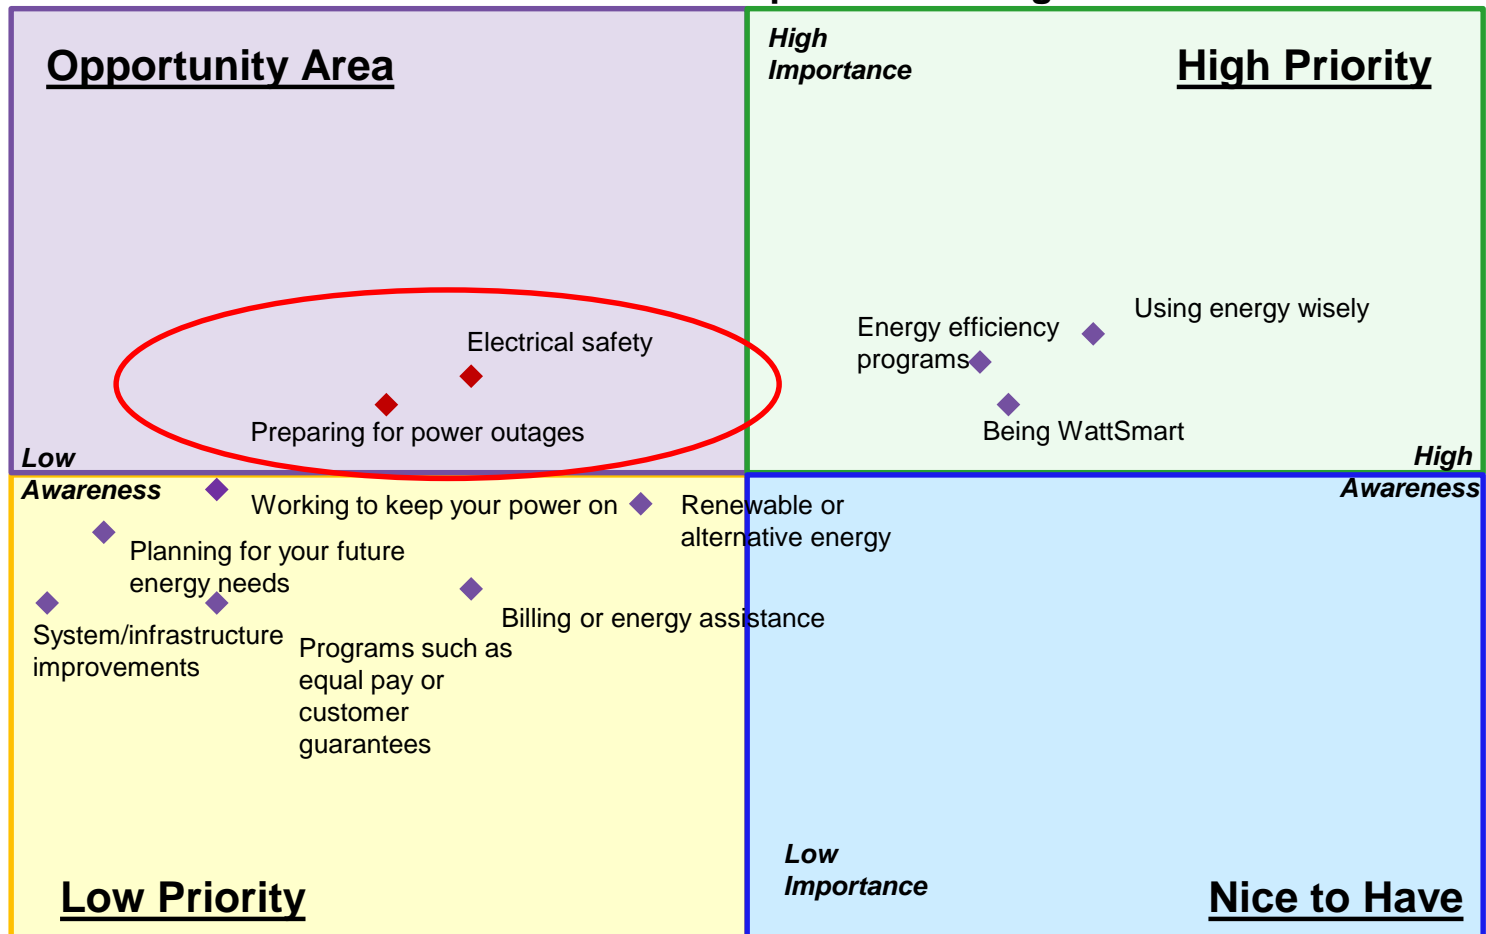 Opportunity Area
High
Importance
High Priority
Using energy wisely
Energy efficiency
programs
Electrical safety
Being WattSmart
Preparing for power outages
Low
Awareness
High
Awareness
Working to keep your power on
Renewable or
alternative energy
Planning for your future
energy needs
Billing or energy assistance
System/infrastructure
improvements
Programs such as
equal pay or
customer
guarantees
Low
Importance
Low Priority
Nice to Have